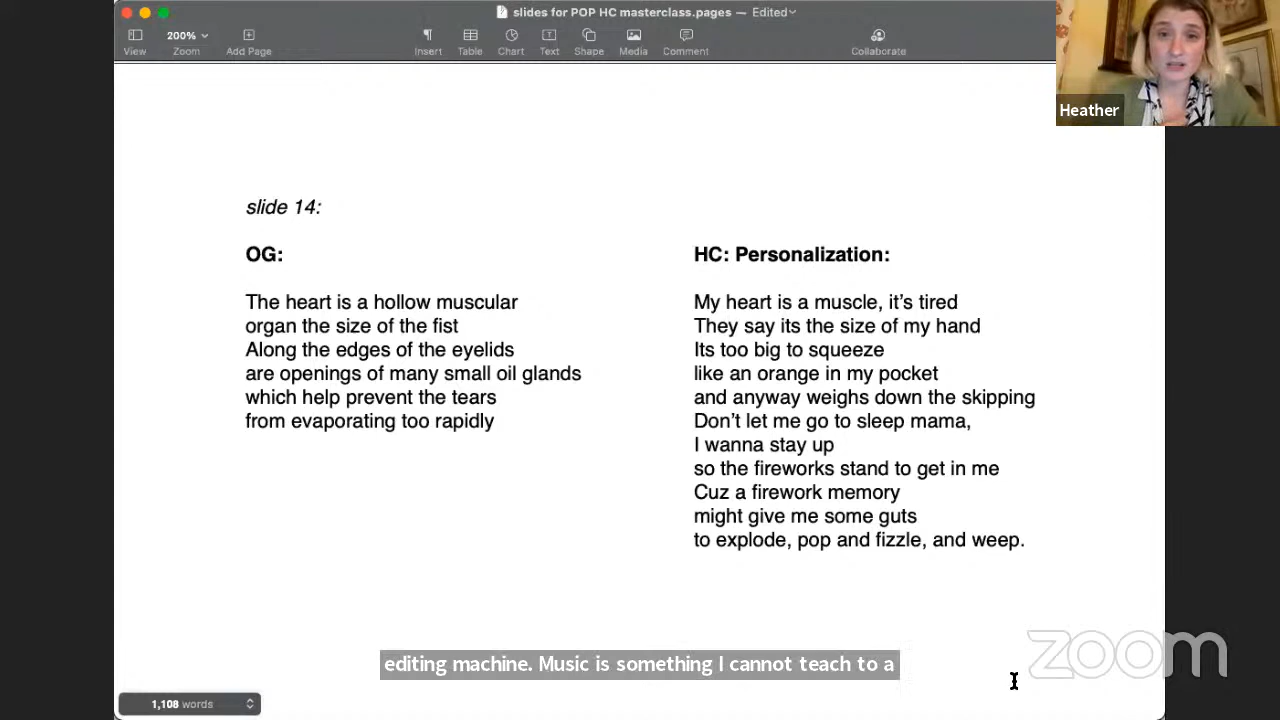 slides for POP HC masterclass.pages — Edited
200%
View
Zoom
Add Page
Insert
Table
Chart
Text
Shape
Media
Comment
Collaborate
Heather
slide 14:
OG:
The heart is a hollow muscular
organ the size of the fist
Along the edges of the eyelids
are openings of many small oil glands
which help prevent the tears
from evaporating too rapidly
HC: Personalization:
My heart is a muscle, it's tired
They say its the size of my hand
Its too big to squeeze
like an orange in my pocket
and anyway weighs down the skipping
Don't let me go to sleep mama,
I wanna stay up
so the fireworks stand to get in me
Cuz a firework memory
might give me some guts
to explode, pop and fizzle, and weep.
editing machine. Music is something I cannot teach to a
zoom
1,108 words